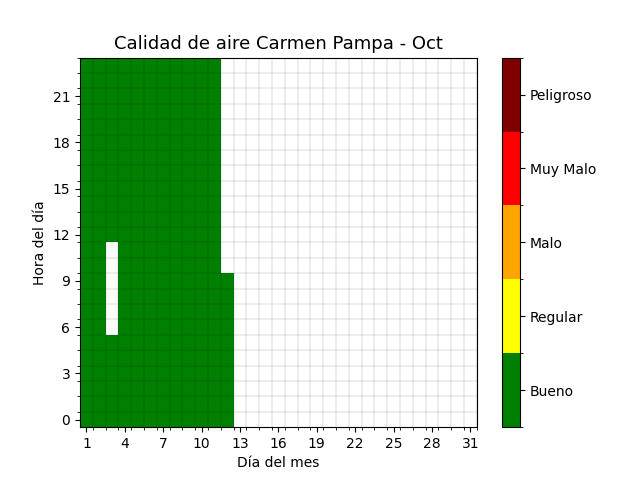 Calidad de aire Carmen Pampa - Oct
Peligroso
Muy Malo
Malo
Regular
Bueno
Hora del día
21
18
15
12
9
6
3
0
1 4 7 10 13 16 19 22 25 28 31
Día del mes